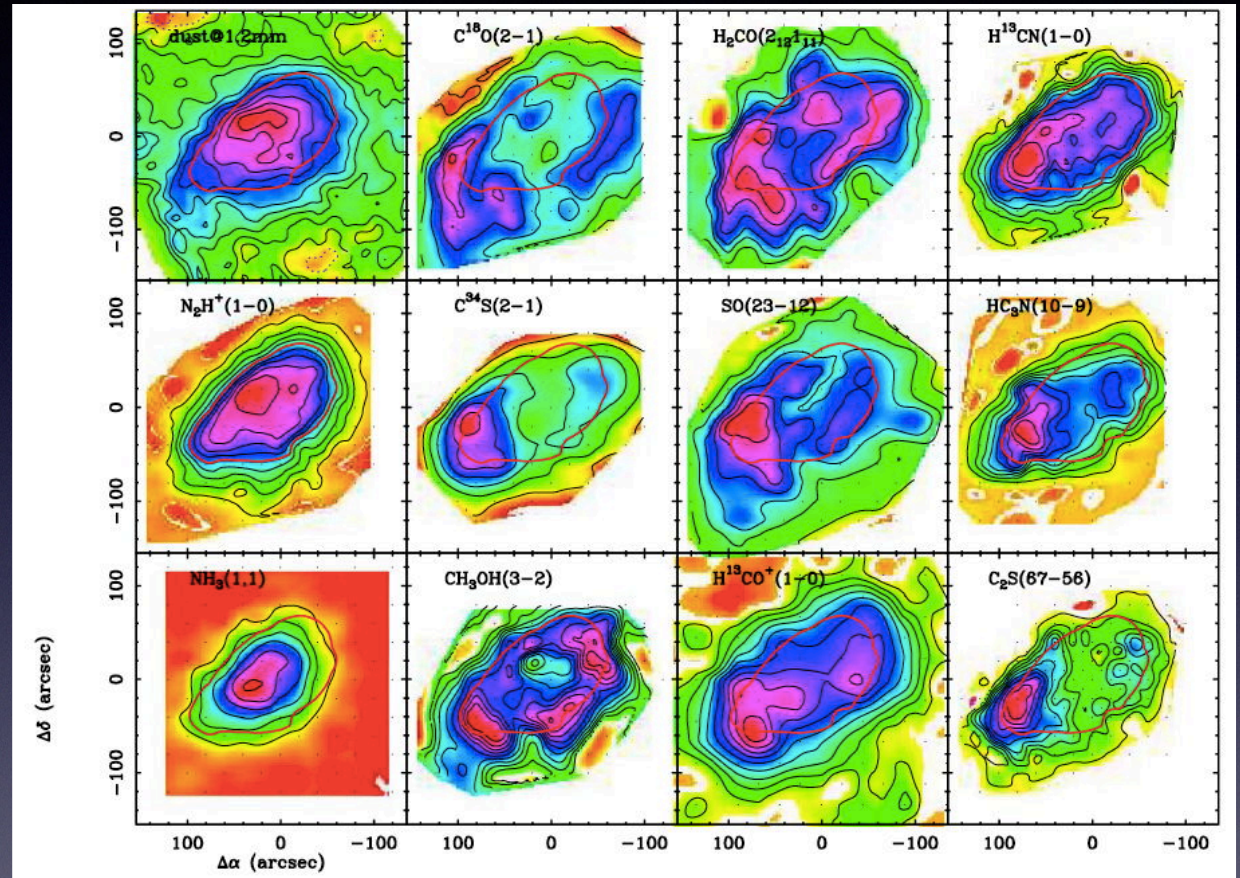 dust@1.2mm
C¹⁸O(2−1)
H₂CO(2₁₂1₁₁)
H¹³CN(1−0)
100
0
−100
N₂H⁺(1−0)
C³⁴S(2−1)
SO(23−12)
HC₃N(10−9)
100
0
−100
NH₃(1,1)
CH₃OH(3−2)
H¹³CO⁺(1−0)
C₂S(67−56)
100
0
−100
Δδ (arcsec)
100 0 −100 100 0 −100 100 0 −100 100 0 −100
Δα (arcsec)